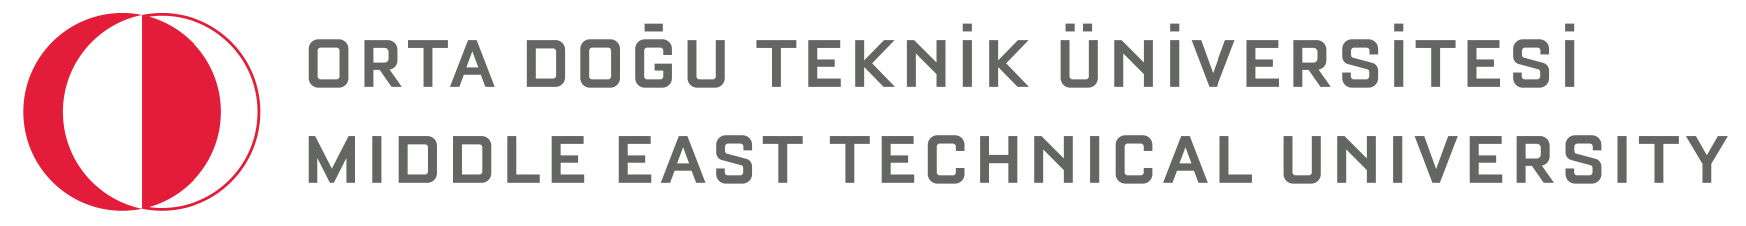 ORTA DOĞU TEKNİK ÜNİVERSİTESİ
MIDDLE EAST TECHNICAL UNIVERSITY